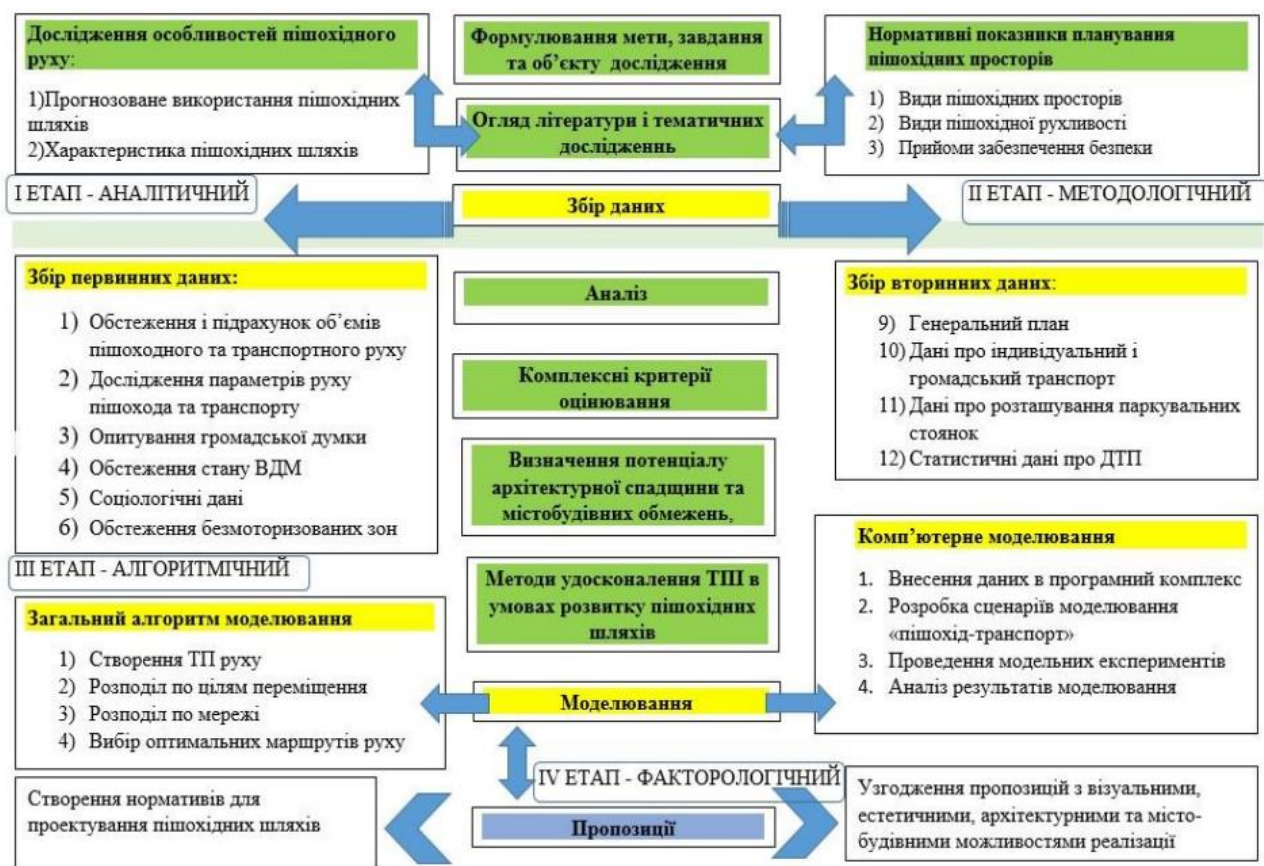 Дослідження особливостей пішохідного
руху:
1)Прогнозоване використання пішохідних
шляхів
2)Характеристика пішохідних шляхів
Формулювання мети, завдання
та об’єкту дослідження
Огляд літератури і тематичних
дослідженнь
Нормативні показники планування
пішохідних просторів
1) Види пішохідних просторів
2) Види пішохідної рухливості
3) Прийоми забезпечення безпеки
І ЕТАП - АНАЛІТИЧНИЙ
Збір даних
ІІ ЕТАП - МЕТОДОЛОГІЧНИЙ
Збір первинних даних:
1) Обстеження і підрахунок об’ємів
пішоходного та транспортного руху
2) Дослідження параметрів руху
пішохода та транспорту
3) Опитування громадської думки
4) Обстеження стану ВДМ
5) Соціологічні дані
6) Обстеження безмоторизованих зон
Аналіз
Комплексні критерії
оцінювання
Визначення потенціалу
архітектурної спадщини та
містобудівних обмежень,
Методи удосконалення ТПІ в
умовах розвитку пішохідних
шляхів
Збір вторинних даних:
9) Генеральний план
10) Дані про індивідуальний і
громадський транспорт
11) Дані про розташування паркувальних
стоянок
12) Статистичні дані про ДТП
ІІІ ЕТАП - АЛГОРИТМІЧНИЙ
Загальний алгоритм моделювання
1) Створення ТП руху
2) Розподіл по цілям переміщення
3) Розподіл по мережі
4) Вибір оптимальних маршрутів руху
Моделювання
Комп’ютерне моделювання
1. Внесення даних в програмний комплекс
2. Розробка сценаріїв моделювання
«пішохід-транспорт»
3. Проведення модельних експериментів
4. Аналіз результатів моделювання
IV ЕТАП - ФАКТОРОЛОГІЧНИЙ
Створення нормативів для
проектування пішохідних шляхів
Пропозиції
Узгодження пропозицій з візуальними,
естетичними, архітектурними та місто-
будівними можливостями реалізації